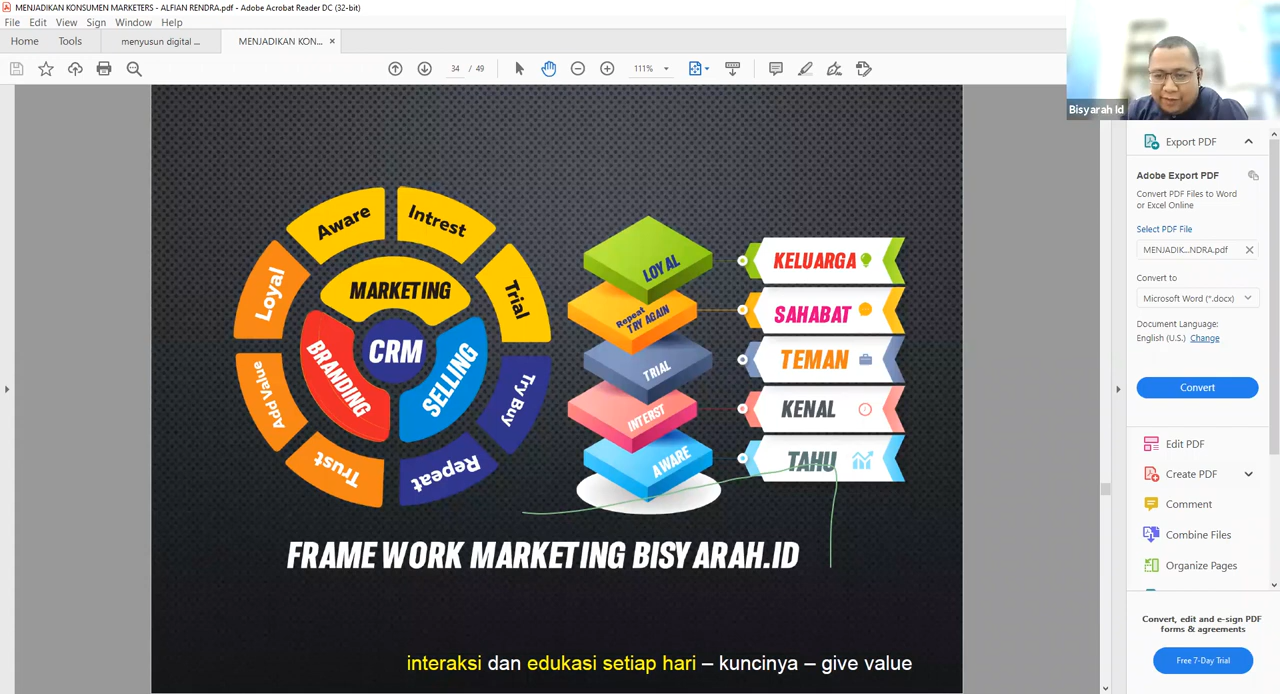 MENJADIKAN KONSUMEN MARKETERS - ALFIAN RENDRA.pdf - Adobe Acrobat Reader DC (32-bit)
File Edit View Sign Window Help
Home Tools menyusun digital ... MENJADIKAN KON... ×
34 / 49 111%
Bisyarah Id
Aware
Intrest
Trial
Try Buy
Repeat
Trust
Add Value
Loyal
MARKETING
SELLING
BRANDING
CRM
LOYAL
KELUARGA
Repeat
TRY AGAIN
SAHABAT
TRIAL
TEMAN
INTERST
KENAL
AWARE
TAHU
FRAME WORK MARKETING BISYARAH.ID
interaksi dan edukasi setiap hari – kuncinya – give value
Export PDF
Adobe Export PDF
Convert PDF Files to Word
or Excel Online
Select PDF File
MENJADIK...NDRA.pdf
Convert to
Microsoft Word (*.docx)
Document Language:
English (U.S.) Change
Convert
Edit PDF
Create PDF
Comment
Combine Files
Organize Pages
Convert, edit and e-sign PDF
forms & agreements
Free 7-Day Trial